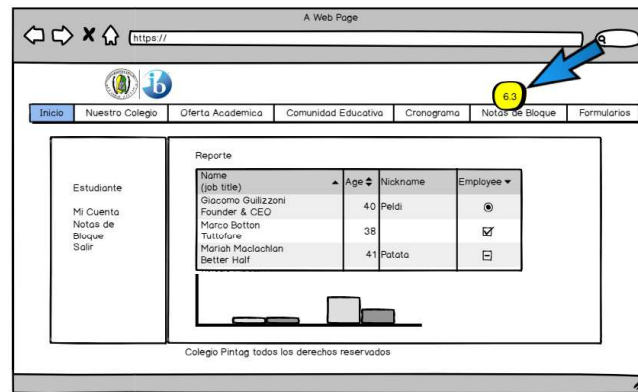 A Web Page
https://
ib
6.3
Inicio Nuestro Colegio Oferta Academica Comunidad Educativa Cronograma Notas de Bloque Formularios
Estudiante
Mi Cuenta
Notas de
Bloque
Salir
Reporte
Name
(job title) Age Nickname Employee
Giacomo Guilizzoni
Founder & CEO 40 Peldi
Marco Botton
Tuttofare 38
Mariah Maclachlan
Better Half 41 Patata
Colegio Pintag todos los derechos reservados